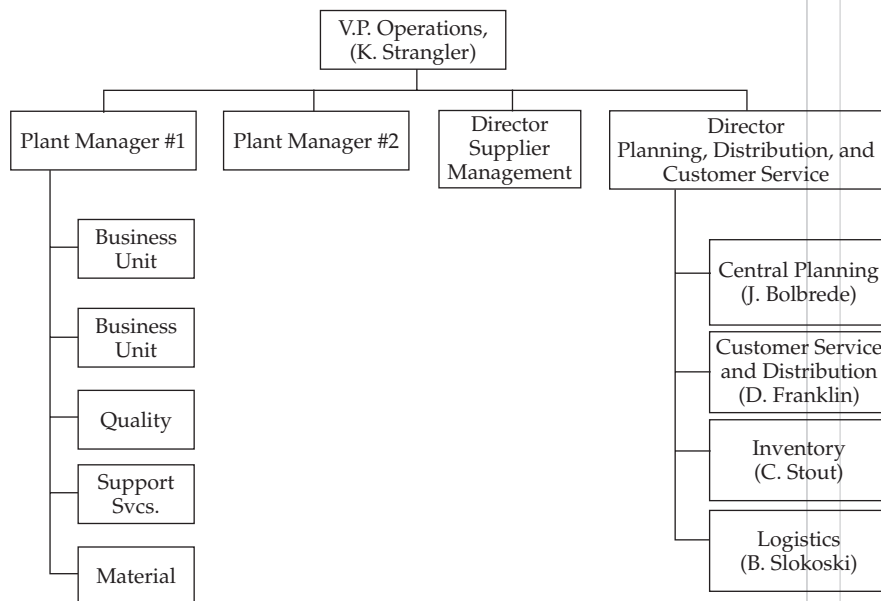 V.P. Operations,
(K. Strangler)
Plant Manager #1
Plant Manager #2
Director
Supplier
Management
Director
Planning, Distribution, and
Customer Service
Business
Unit
Business
Unit
Quality
Support
Svcs.
Material
Central Planning
(J. Bolbrede)
Customer Service
and Distribution
(D. Franklin)
Inventory
(C. Stout)
Logistics
(B. Slokoski)